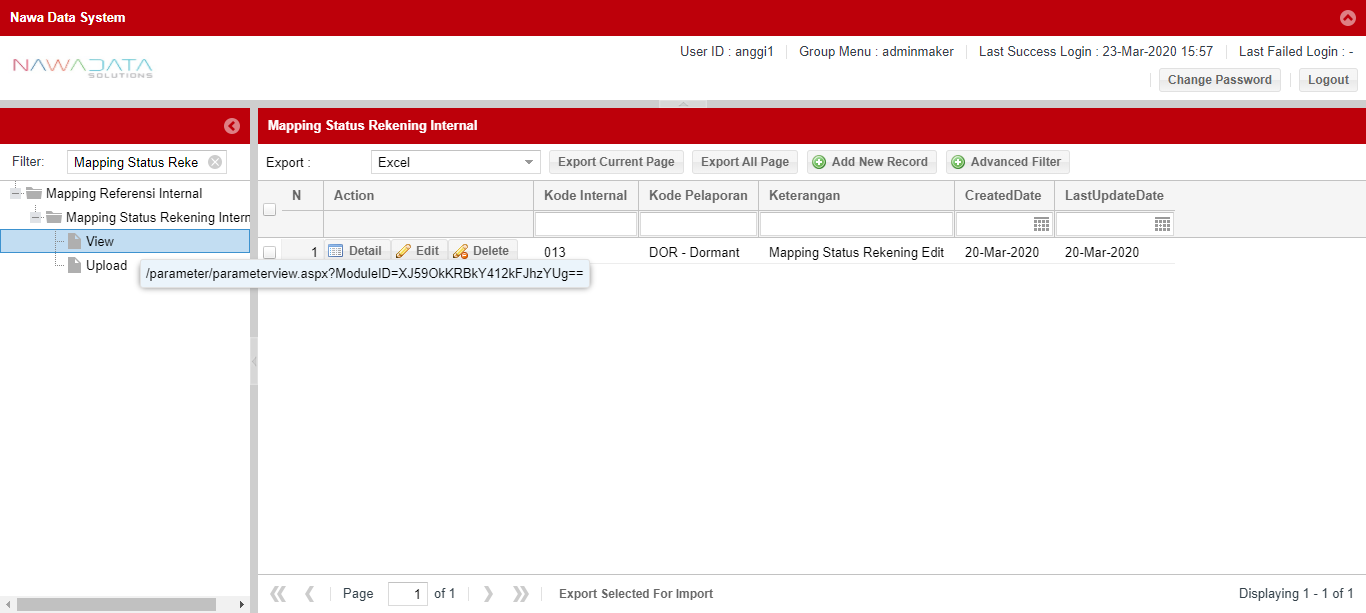 Nawa Data System
User ID : anggi1 Group Menu : adminmaker Last Success Login : 23-Mar-2020 15:57 Last Failed Login : -
NAWADATA
SOLUTIONS
Change Password Logout
Mapping Status Rekening Internal
Filter: Mapping Status Reke
Export : Excel Export Current Page Export All Page Add New Record Advanced Filter
Mapping Referensi Internal
Mapping Status Rekening Intern
View
Upload
N Action Kode Internal Kode Pelaporan Keterangan CreatedDate LastUpdateDate
1 Detail Edit Delete 013 DOR - Dormant Mapping Status Rekening Edit 20-Mar-2020 20-Mar-2020
/parameter/parameterview.aspx?ModuleID=XJ59OkKRBkY412kFJhzYUg==
Page 1 of 1 Export Selected For Import Displaying 1 - 1 of 1